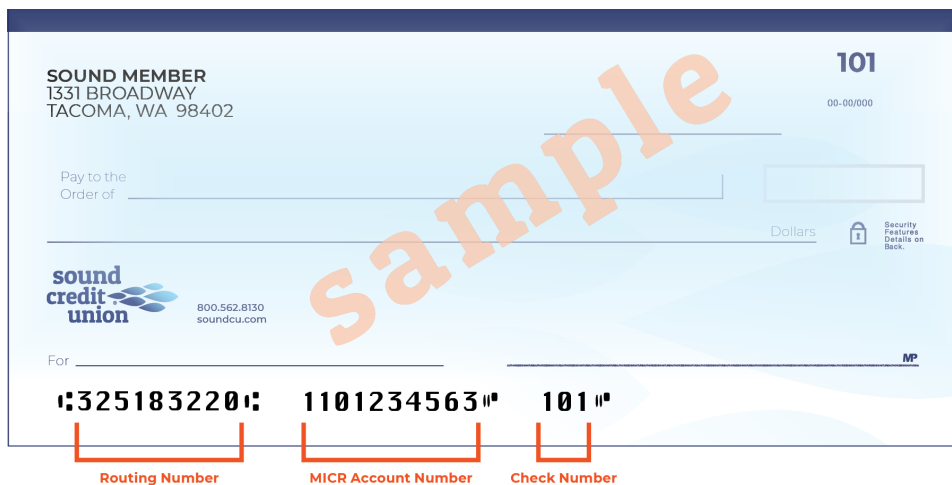 SOUND MEMBER
1331 BROADWAY
TACOMA, WA 98402
101
00-00/000
Pay to the
Order of
Dollars
Security
Features
Details on
Back.
sample
sound
credit
union
800.562.8130
soundcu.com
For
MP
⑆325183220⑆ 1101234563⑈ 101⑈
Routing Number MICR Account Number Check Number